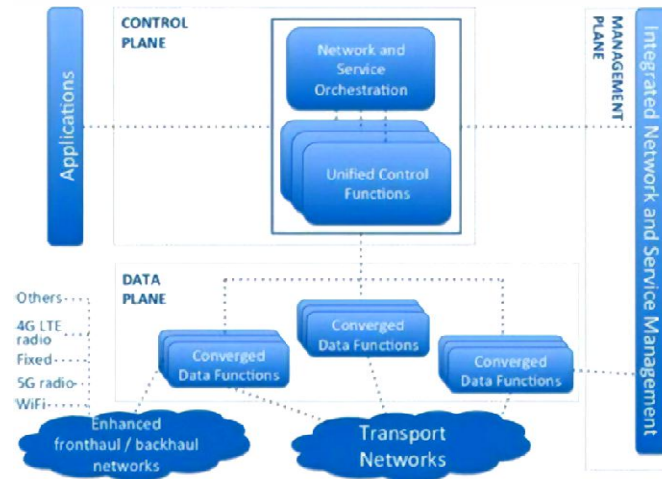 CONTROL
PLANE
Network and
Service
Orchestration
Unified Control
Functions
Applications
MANAGEMENT
PLANE
Integrated Network and Service Management
DATA
PLANE
Converged
Data Functions
Converged
Data Functions
Converged
Data Functions
Others
4G LTE
radio
Fixed
5G radio
WiFi
Enhanced
fronthaul / backhaul
networks
Transport
Networks